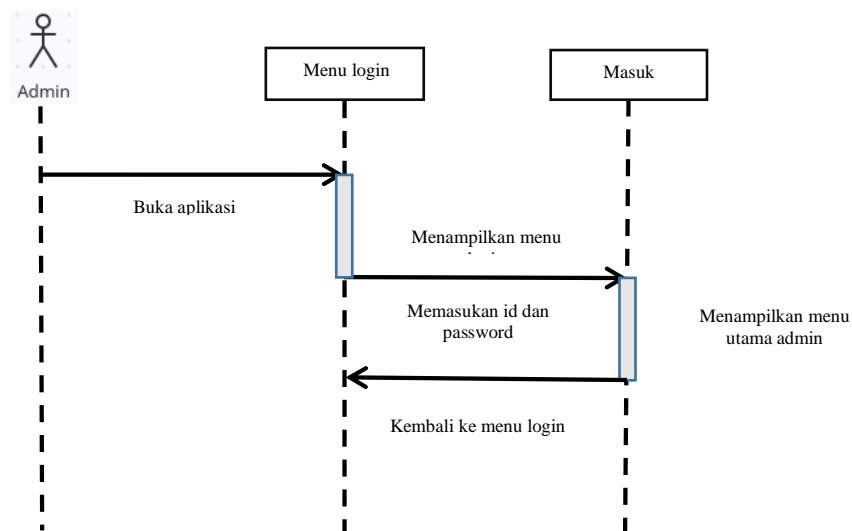 Admin
Menu login
Masuk
Buka aplikasi
Menampilkan menu
Memasukan id dan
password
Menampilkan menu
utama admin
Kembali ke menu login